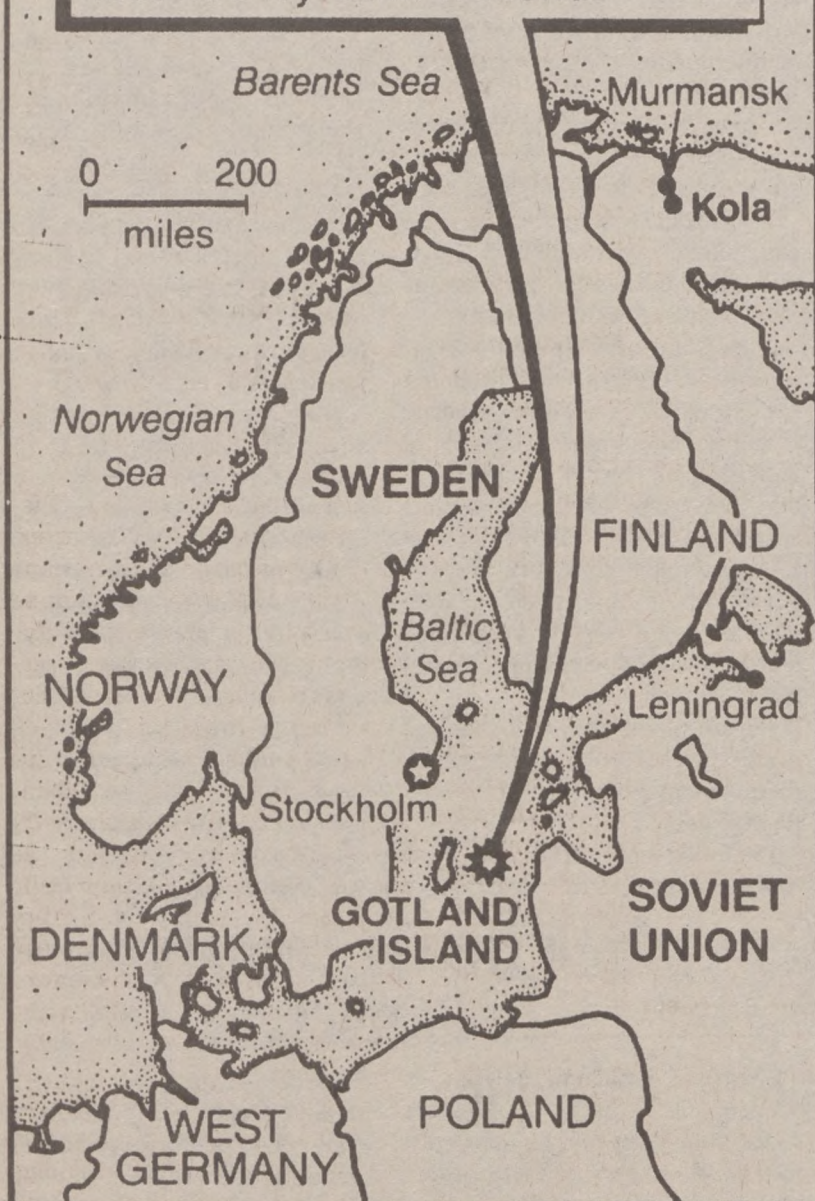 Barents Sea
Murmansk
0 200
miles
Kola
Norwegian
Sea
SWEDEN
FINLAND
Baltic
Sea
NORWAY
Leningrad
Stockholm
GOTLAND
ISLAND
SOVIET
UNION
DENMARK
WEST
GERMANY
POLAND